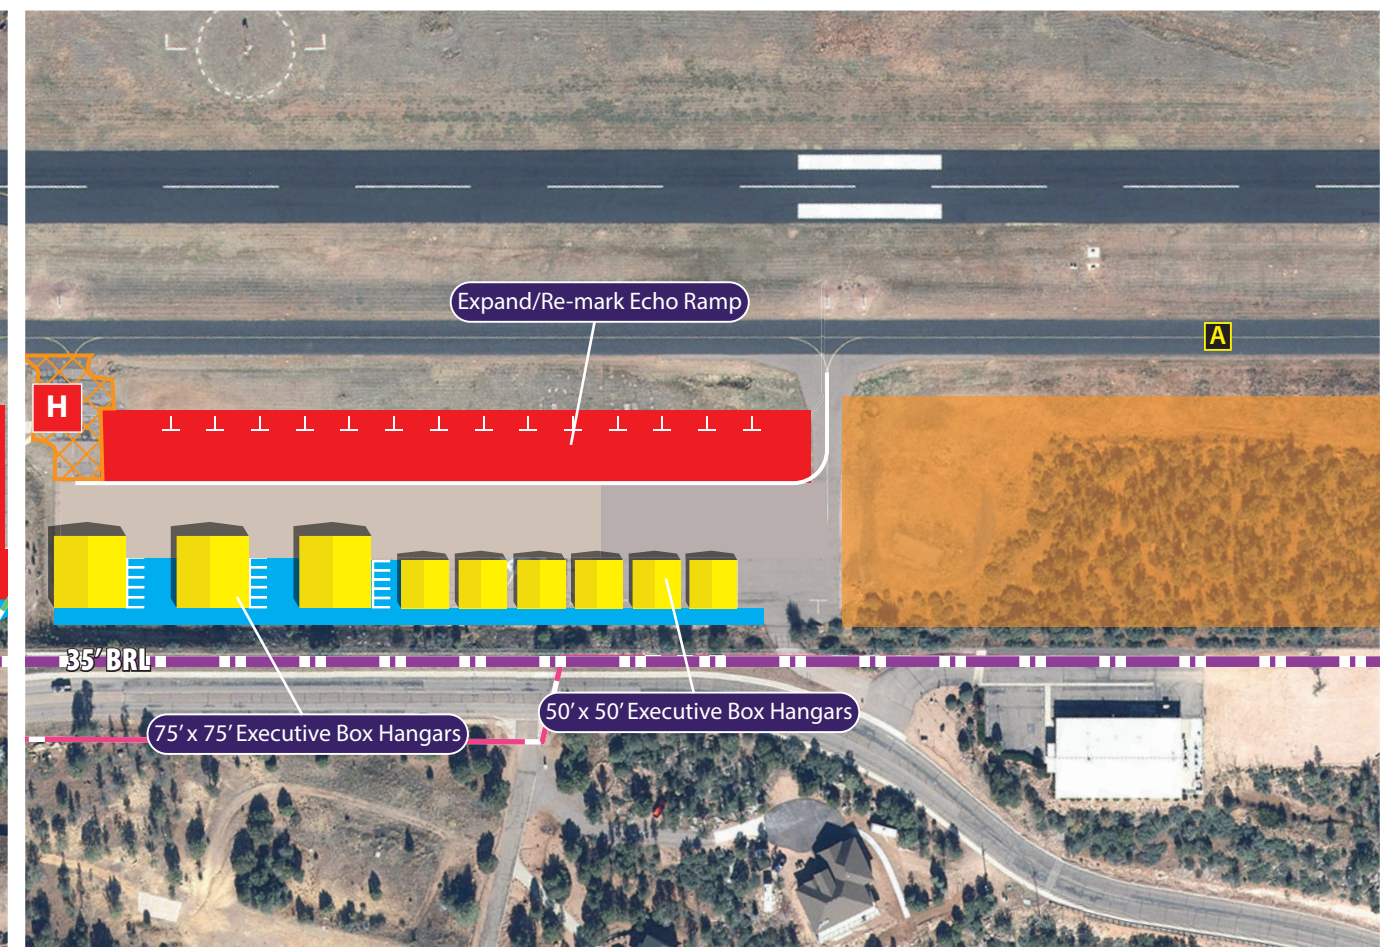 Expand/Re-mark Echo Ramp
A
H
35’ BRL
50’ x 50’ Executive Box Hangars
75’ x 75’ Executive Box Hangars